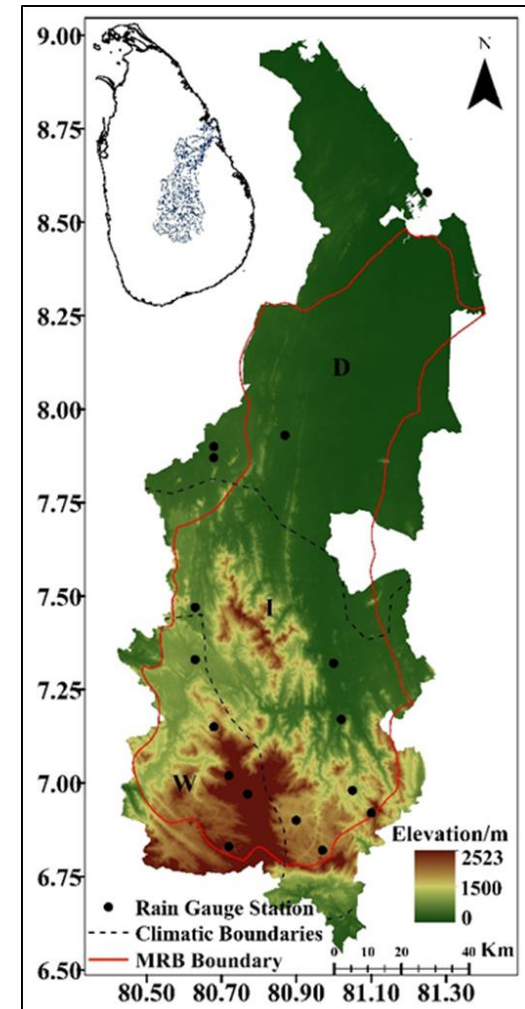 9.00
N
8.75
8.50
8.25
D
8.00
7.75
7.50
I
7.25
7.00
W
Elevation/m
2523
1500
0
6.75
Rain Gauge Station
Climatic Boundaries
MRB Boundary
0 5 10 20 30 40 Km
6.50
80.50 80.70 80.90 81.10 81.30